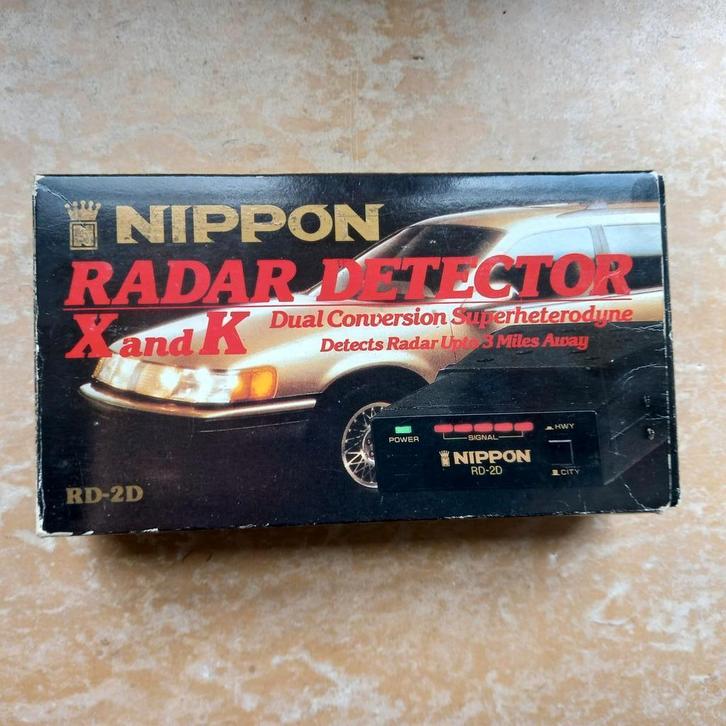 NIPPON
RADAR DETECTOR
X and K
Dual Conversion Superheterodyne
Detects Radar Upto 3 Miles Away
POWER
SIGNAL
HWY
NIPPON
RD-2D
CITY
RD-2D